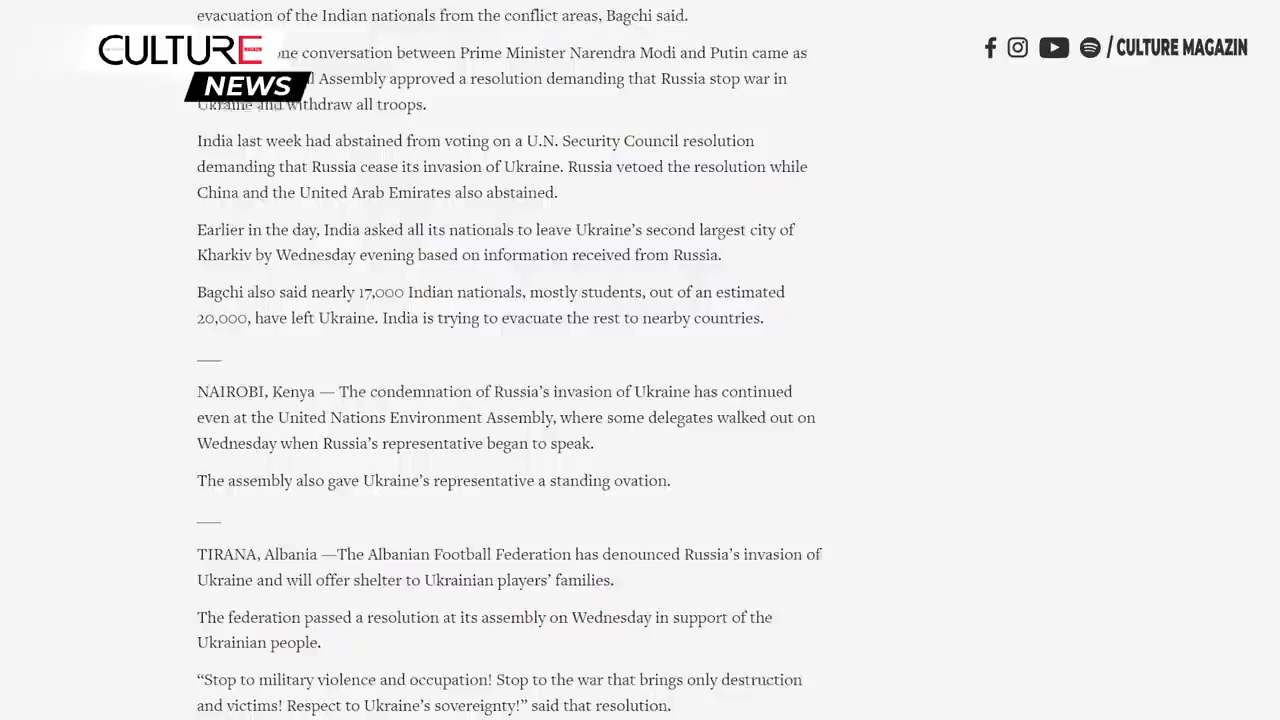 evacuation of the Indian nationals from the conflict areas, Bagchi said.
CULTURE
NEWS
/ CULTURE MAGAZIN
conversation between Prime Minister Narendra Modi and Putin came as
Assembly approved a resolution demanding that Russia stop war in
Ukraine and withdraw all troops.
India last week had abstained from voting on a U.N. Security Council resolution
demanding that Russia cease its invasion of Ukraine. Russia vetoed the resolution while
China and the United Arab Emirates also abstained.
Earlier in the day, India asked all its nationals to leave Ukraine’s second largest city of
Kharkiv by Wednesday evening based on information received from Russia.
Bagchi also said nearly 17,000 Indian nationals, mostly students, out of an estimated
20,000, have left Ukraine. India is trying to evacuate the rest to nearby countries.
NAIROBI, Kenya — The condemnation of Russia’s invasion of Ukraine has continued
even at the United Nations Environment Assembly, where some delegates walked out on
Wednesday when Russia’s representative began to speak.
The assembly also gave Ukraine’s representative a standing ovation.
TIRANA, Albania —The Albanian Football Federation has denounced Russia’s invasion of
Ukraine and will offer shelter to Ukrainian players’ families.
The federation passed a resolution at its assembly on Wednesday in support of the
Ukrainian people.
“Stop to military violence and occupation! Stop to the war that brings only destruction
and victims! Respect to Ukraine’s sovereignty!” said that resolution.